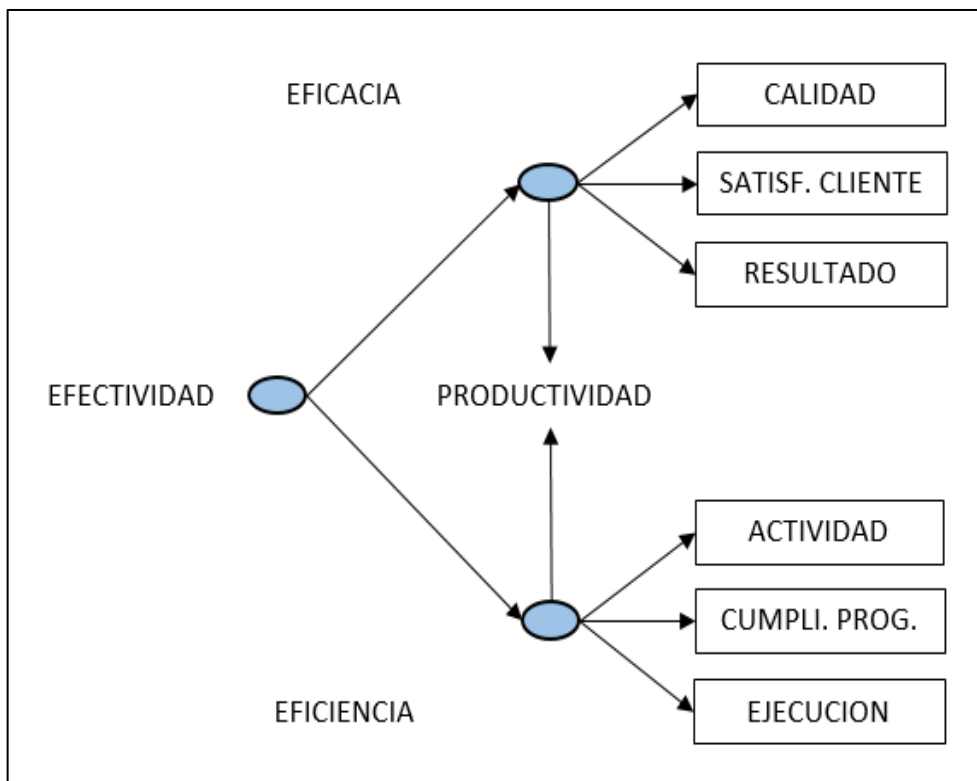 EFICACIA
CALIDAD
SATISF. CLIENTE
RESULTADO
EFECTIVIDAD
PRODUCTIVIDAD
ACTIVIDAD
CUMPLI. PROG.
EFICIENCIA
EJECUCION